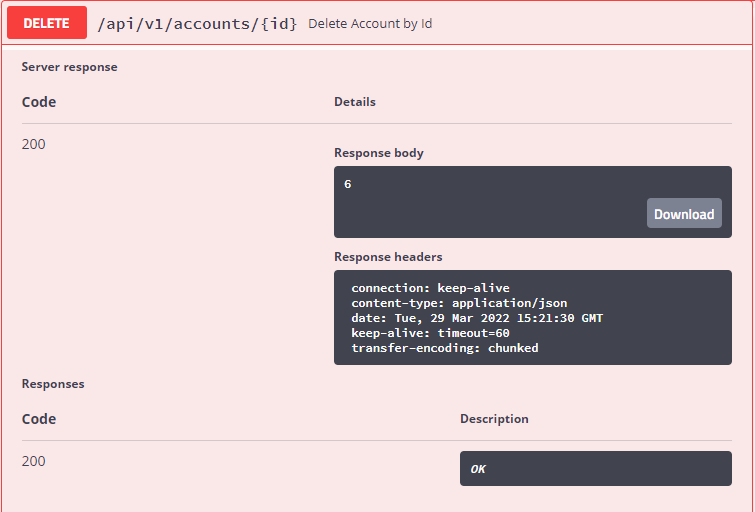 DELETE /api/v1/accounts/{id} Delete Account by Id
Server response
Code Details
200
Response body
6
Download
Response headers
connection: keep-alive
content-type: application/json
date: Tue, 29 Mar 2022 15:21:30 GMT
keep-alive: timeout=60
transfer-encoding: chunked
Responses
Code Description
200 OK